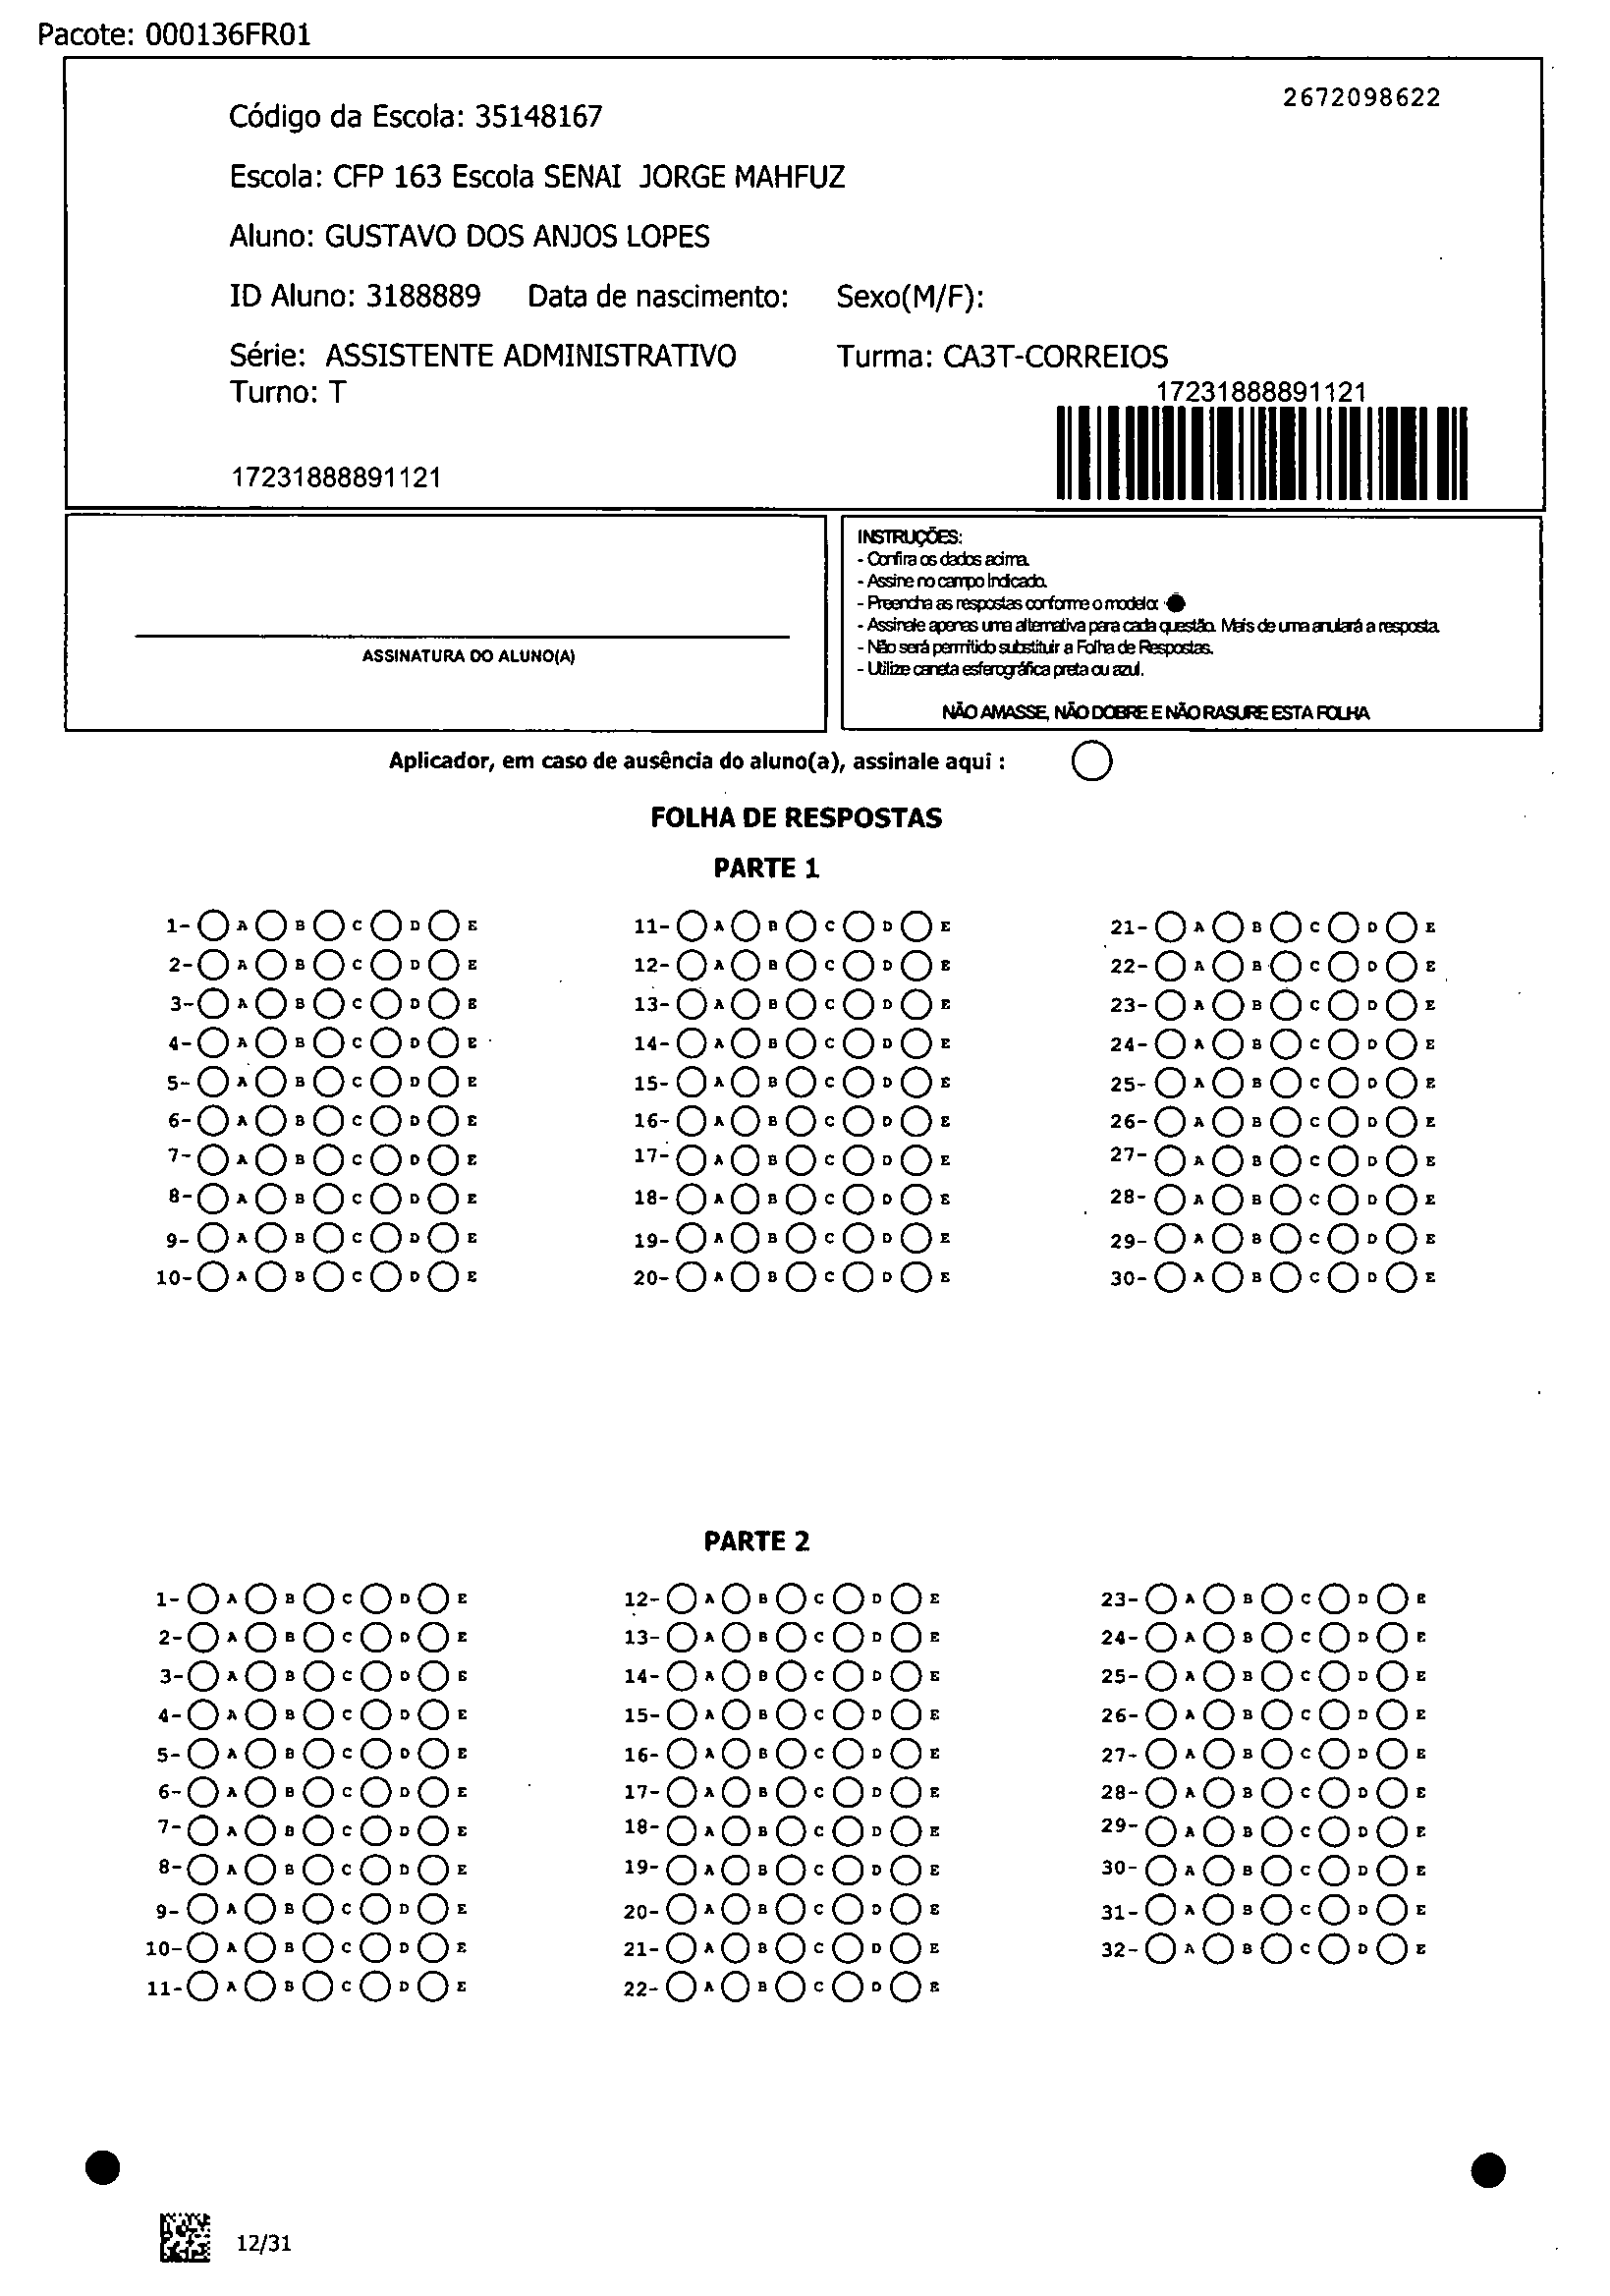 Pacote: 000136FR01
2672098622
Código da Escola: 35148167
Escola: CFP 163 Escola SENAI JORGE MAHFUZ
Aluno: GUSTAVO DOS ANJOS LOPES
ID Aluno: 3188889 Data de nascimento: Sexo(M/F):
Série: ASSISTENTE ADMINISTRATIVO Turma: CA3T-CORREIOS
Turno: T 17231888891121
17231888891121
ASSINATURA DO ALUNO(A)
INSTRUÇÕES:
- Confira os dados acima.
- Assine no campo Indicado.
- Preencha as respostas conforme o modelo:
- Assinale apenas uma alternativa para cada questão. Mais de uma anulará a resposta.
- Não será permitido substituir a Folha de Respostas.
- Utilize caneta esferográfica preta ou azul.
NÃO AMASSE, NÃO DOBRE E NÃO RASURE ESTA FOLHA
Aplicador, em caso de ausência do aluno(a), assinale aqui :
FOLHA DE RESPOSTAS
PARTE 1
1- A B C D E 11- A B C D E 21- A B C D E
2- A B C D E 12- A B C D E 22- A B C D E
3- A B C D E 13- A B C D E 23- A B C D E
4- A B C D E 14- A B C D E 24- A B C D E
5- A B C D E 15- A B C D E 25- A B C D E
6- A B C D E 16- A B C D E 26- A B C D E
7- A B C D E 17- A B C D E 27- A B C D E
8- A B C D E 18- A B C D E 28- A B C D E
9- A B C D E 19- A B C D E 29- A B C D E
10- A B C D E 20- A B C D E 30- A B C D E
PARTE 2
1- A B C D E 12- A B C D E 23- A B C D E
2- A B C D E 13- A B C D E 24- A B C D E
3- A B C D E 14- A B C D E 25- A B C D E
4- A B C D E 15- A B C D E 26- A B C D E
5- A B C D E 16- A B C D E 27- A B C D E
6- A B C D E 17- A B C D E 28- A B C D E
7- A B C D E 18- A B C D E 29- A B C D E
8- A B C D E 19- A B C D E 30- A B C D E
9- A B C D E 20- A B C D E 31- A B C D E
10- A B C D E 21- A B C D E 32- A B C D E
11- A B C D E 22- A B C D E
12/31